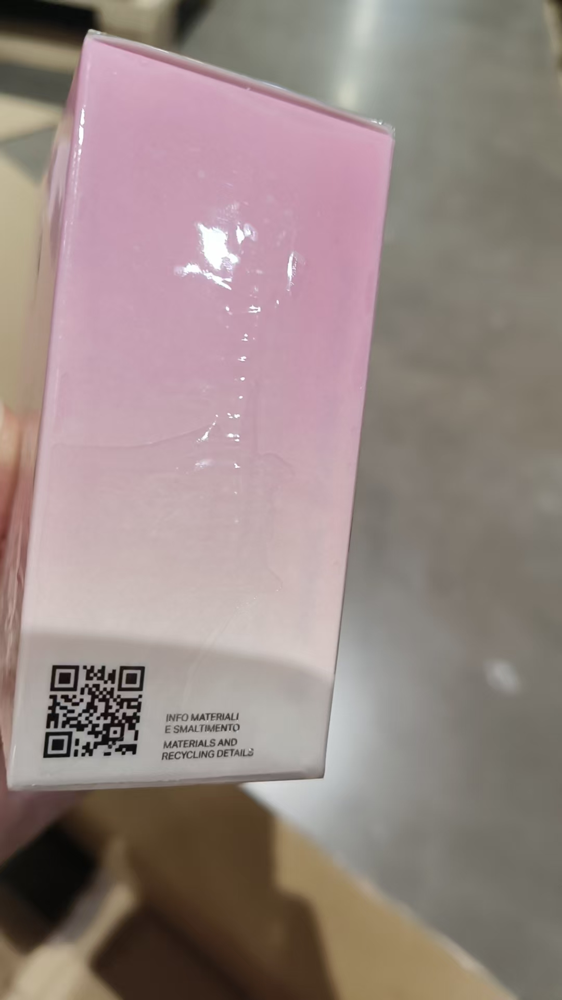 INFO MATERIALI
E SMALTIMENTO
MATERIALS AND
RECYCLING DETAILS